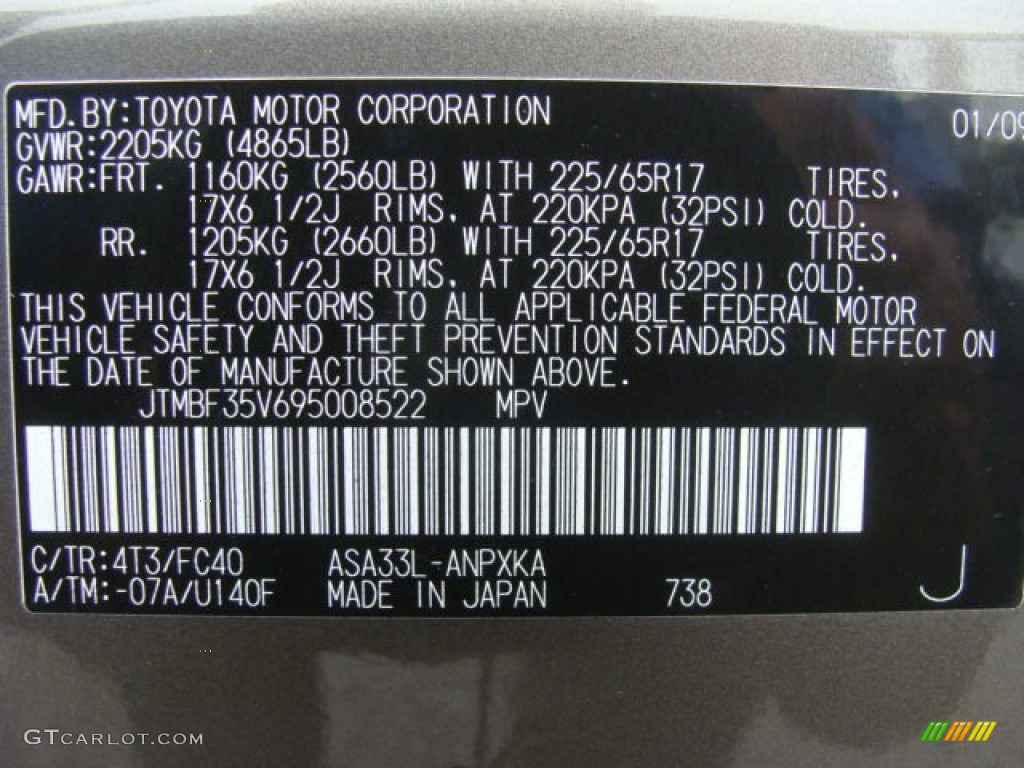 MFD.BY:TOYOTA MOTOR CORPORATION 01/09
GVWR:2205KG (4865LB)
GAWR:FRT. 1160KG (2560LB) WITH 225/65R17 TIRES,
17X6 1/2J RIMS, AT 220KPA (32PSI) COLD.
RR. 1205KG (2660LB) WITH 225/65R17 TIRES,
17X6 1/2J RIMS, AT 220KPA (32PSI) COLD.
THIS VEHICLE CONFORMS TO ALL APPLICABLE FEDERAL MOTOR
VEHICLE SAFETY AND THEFT PREVENTION STANDARDS IN EFFECT ON
THE DATE OF MANUFACTURE SHOWN ABOVE.
JTMBF35V695008522 MPV
C/TR:4T3/FC40 ASA33L-ANPXKA
A/TM:-07A/U140F MADE IN JAPAN 738 J
GTCARLOT.COM